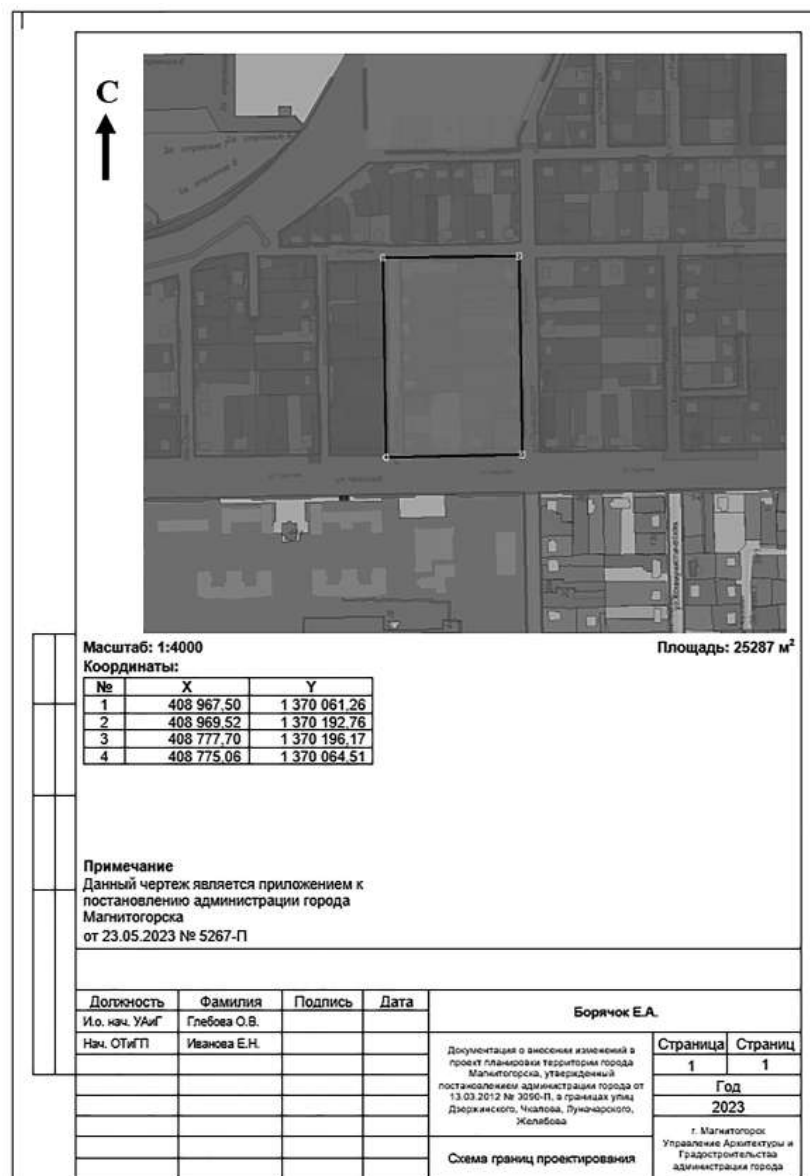 С
Масштаб: 1:4000
Площадь: 25287 м²
Координаты:
№ X Y
1 408 967,50 1 370 061,26
2 408 969,52 1 370 192,76
3 408 777,70 1 370 196,17
4 408 775,06 1 370 064,51
Примечание
Данный чертеж является приложением к
постановлению администрации города
Магнитогорска
от 23.05.2023 № 5267-П
Должность Фамилия Подпись Дата
И.о. нач. УАиГ Глебова О.В.
Нач. ОТиГП Иванова Е.Н.
Борячок Е.А.
Документация о внесении изменений в
проект планировки территории города
Магнитогорска, утвержденный
постановлением администрации города от
13.03.2012 № 3090-П, в границах улиц
Дзержинского, Чкалова, Луначарского,
Желябова
Страница Страниц
1 1
Год
2023
Схема границ проектирования
г. Магнитогорск
Управление Архитектуры и
Градостроительства
администрации города